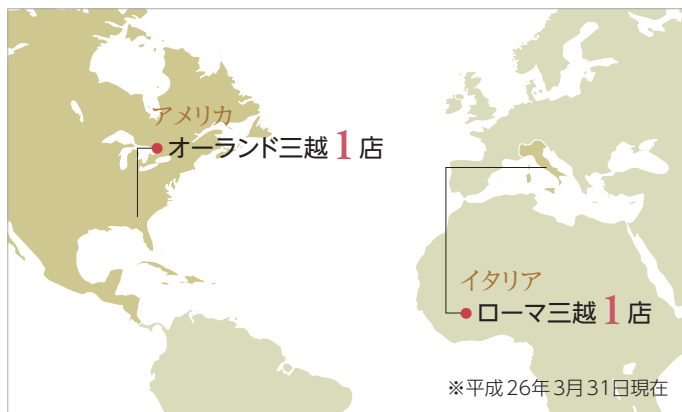 アメリカ
オーランド三越 1 店
イタリア
ローマ三越 1 店
※平成26年3月31日現在